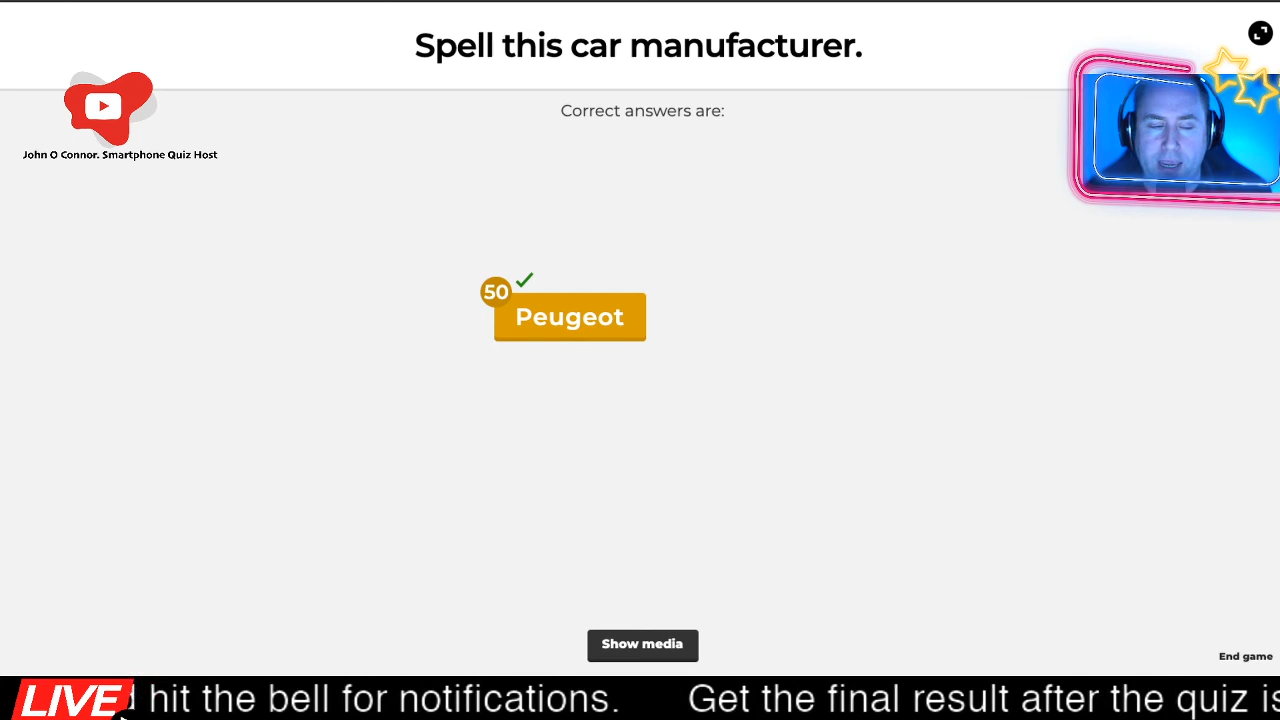 Spell this car manufacturer.
John O Connor. Smartphone Quiz Host
Correct answers are:
50
Peugeot
Show media
End game
LIVE
hit the bell for notifications. Get the final result after the quiz is